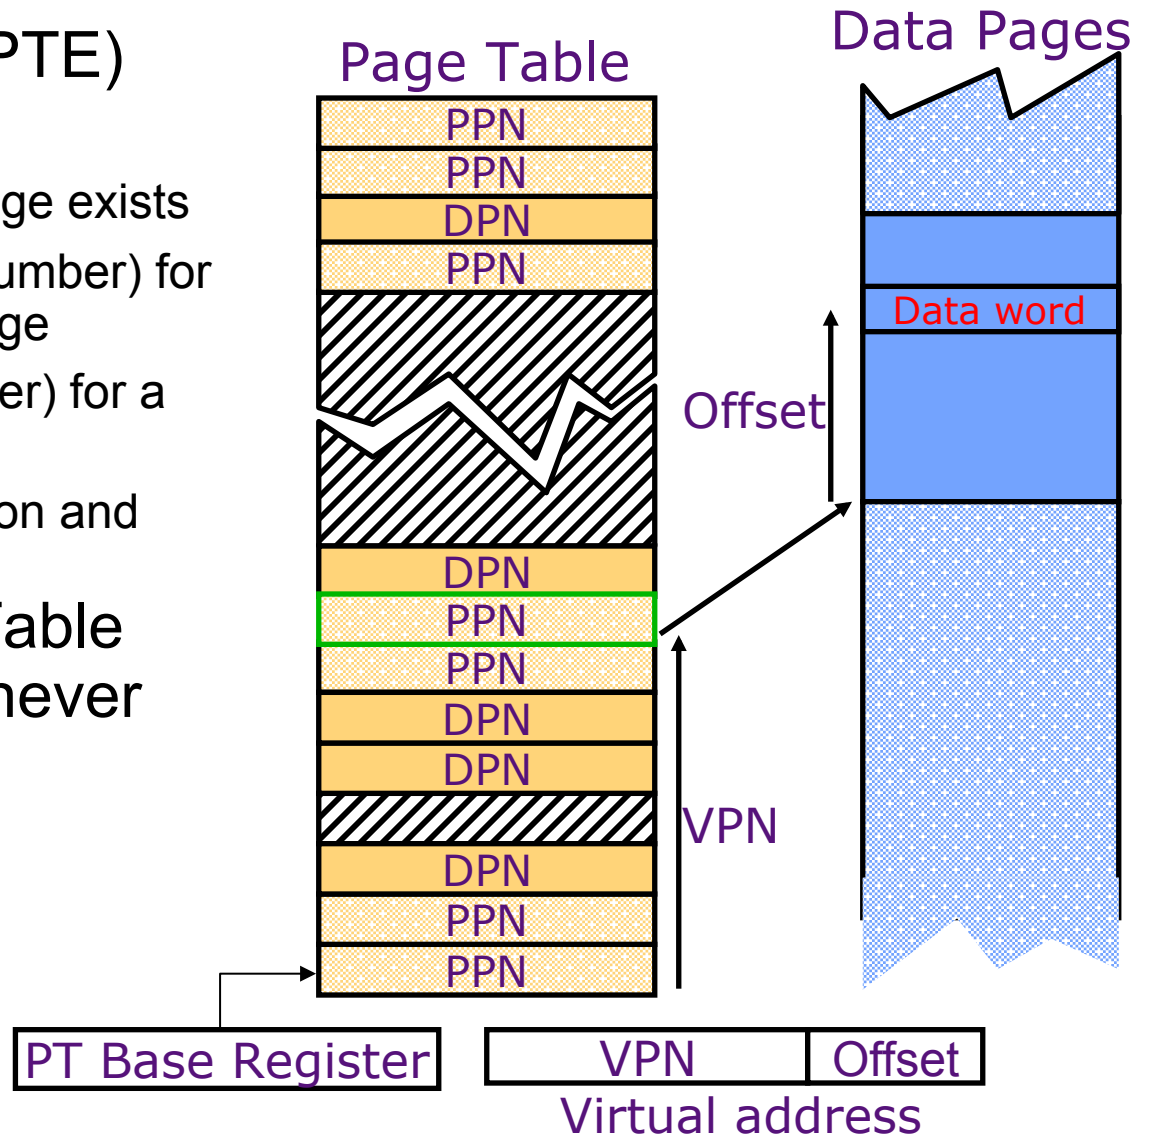 PTE)
ge exists
umber) for
ge
er) for a
on and
able
never
Page Table
PPN
PPN
DPN
PPN
DPN
PPN
PPN
DPN
DPN
DPN
PPN
PPN
VPN
Offset
Data Pages
Data word
PT Base Register
VPN Offset
Virtual address